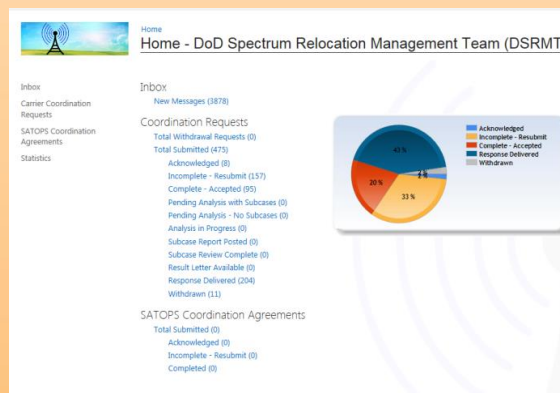 Home
Home - DoD Spectrum Relocation Management Team (DSRMT
Inbox
Carrier Coordination
Requests
SATOPS Coordination
Agreements
Statistics
Inbox
New Messages (3878)
Coordination Requests
Total Withdrawal Requests (0)
Total Submitted (475)
Acknowledged (8)
Incomplete - Resubmit (157)
Complete - Accepted (95)
Pending Analysis with Subcases (0)
Pending Analysis - No Subcases (0)
Analysis in Progress (0)
Subcase Report Posted (0)
Subcase Review Complete (0)
Result Letter Available (0)
Response Delivered (204)
Withdrawn (11)
SATOPS Coordination Agreements
Total Submitted (0)
Acknowledged (0)
Incomplete - Resubmit (0)
Completed (0)
43 %
20 %
33 %
Acknowledged
Incomplete - Resubmit
Complete - Accepted
Response Delivered
Withdrawn